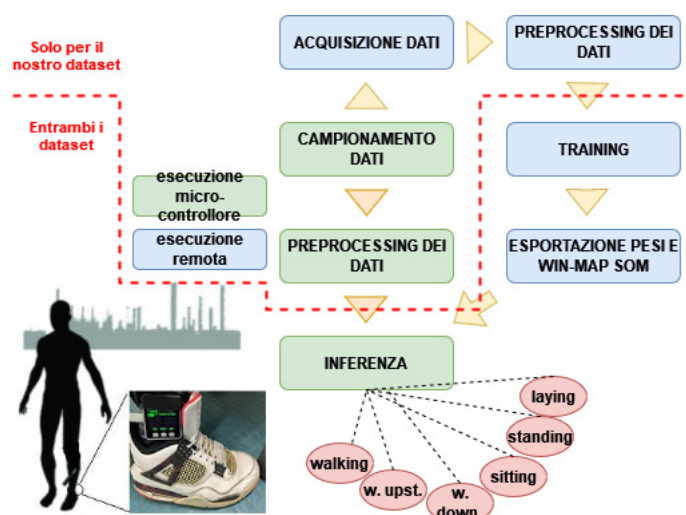 Solo per il
nostro dataset
ACQUISIZIONE DATI
PREPROCESSING DEI
DATI
Entrambi i
dataset
CAMPIONAMENTO
DATI
TRAINING
esecuzione
micro-
controllore
esecuzione
remota
PREPROCESSING DEI
DATI
ESPORTAZIONE PESI E
WIN-MAP SOM
INFERENZA
laying
standing
sitting
walking
w. upst.
w.
down.